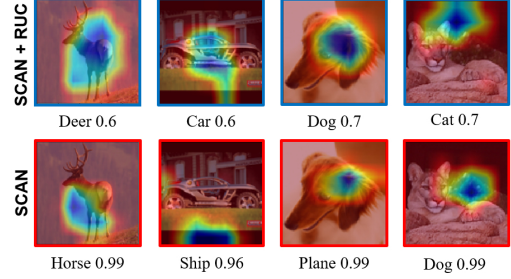 SCAN + RUC
Deer 0.6
Car 0.6
Dog 0.7
Cat 0.7
SCAN
Horse 0.99
Ship 0.96
Plane 0.99
Dog 0.99